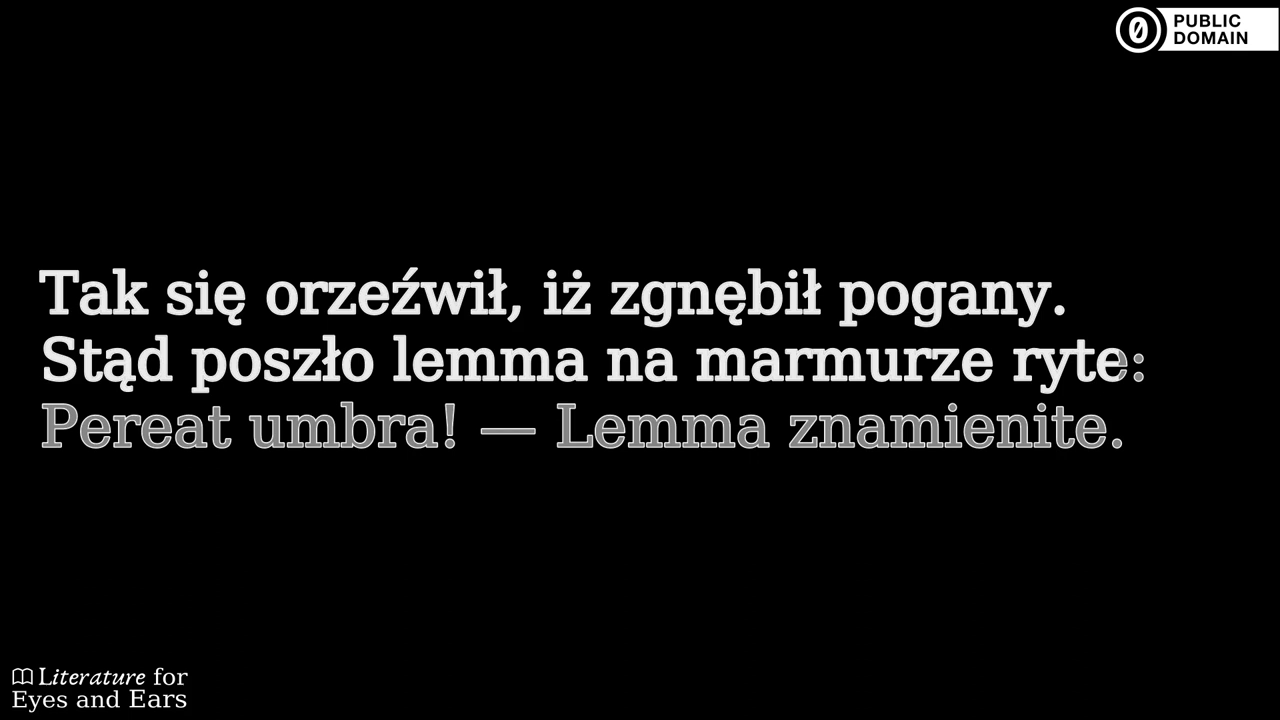 PUBLIC
DOMAIN
Tak się orzeźwił, iż zgnębił pogany.
Stąd poszło lemma na marmurze ryte:
Pereat umbra! — Lemma znamienite.
Literature for
Eyes and Ears